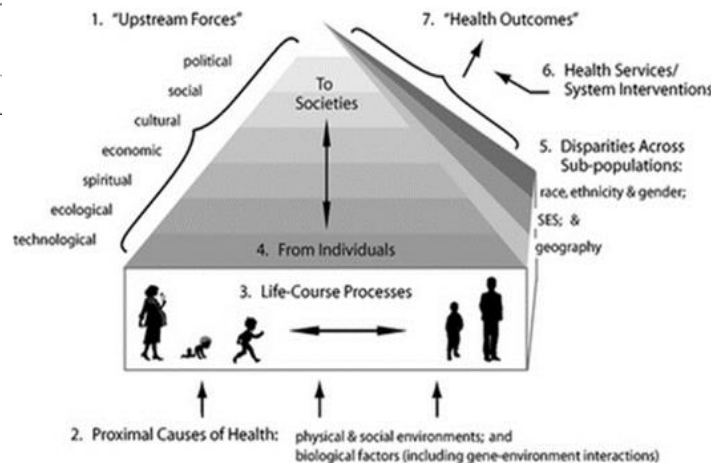 1. "Upstream Forces"
political
social
cultural
economic
spiritual
ecological
technological
To
Societies
4. From Individuals
3. Life-Course Processes
7. "Health Outcomes"
6. Health Services/
System Interventions
5. Disparities Across
Sub-populations:
race, ethnicity & gender;
SES; &
geography
2. Proximal Causes of Health: physical & social environments; and
biological factors (including gene-environment interactions)